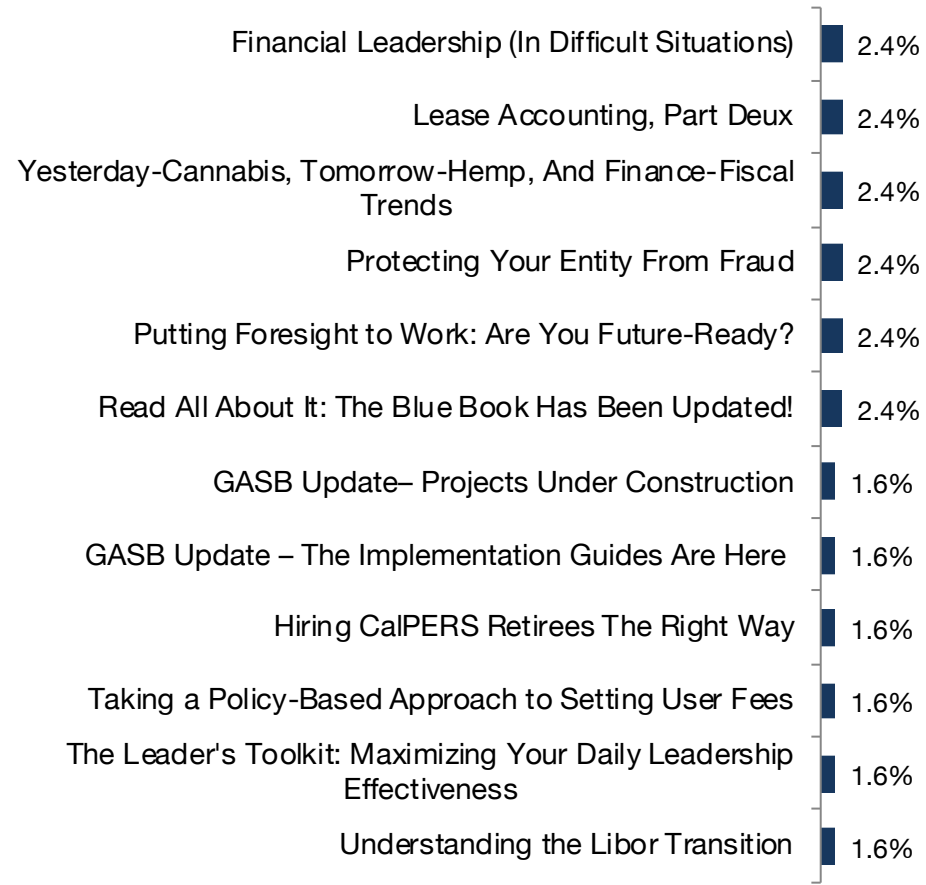 Financial Leadership (In Difficult Situations) 2.4%
Lease Accounting, Part Deux 2.4%
Yesterday-Cannabis, Tomorrow-Hemp, And Finance-Fiscal
Trends 2.4%
Protecting Your Entity From Fraud 2.4%
Putting Foresight to Work: Are You Future-Ready? 2.4%
Read All About It: The Blue Book Has Been Updated! 2.4%
GASB Update– Projects Under Construction 1.6%
GASB Update – The Implementation Guides Are Here 1.6%
Hiring CalPERS Retirees The Right Way 1.6%
Taking a Policy-Based Approach to Setting User Fees 1.6%
The Leader's Toolkit: Maximizing Your Daily Leadership
Effectiveness 1.6%
Understanding the Libor Transition 1.6%